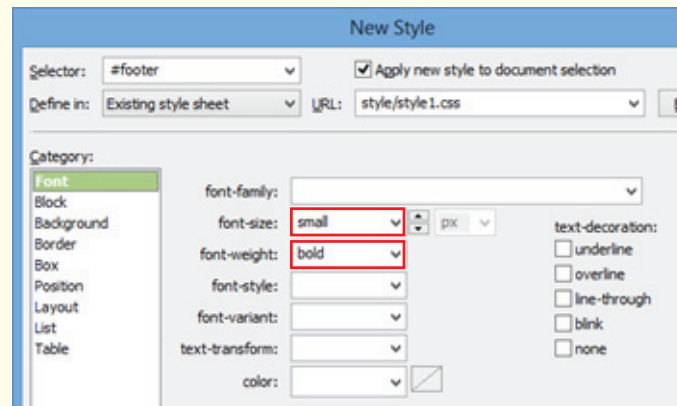 New Style
Selector: #footer Apply new style to document selection
Define in: Existing style sheet URL: style/style1.css
Category:
Font
Block
Background
Border
Box
Position
Layout
List
Table
font-family:
font-size: small px
font-weight: bold
font-style:
font-variant:
text-transform:
color:
text-decoration:
underline
overline
line-through
blink
none